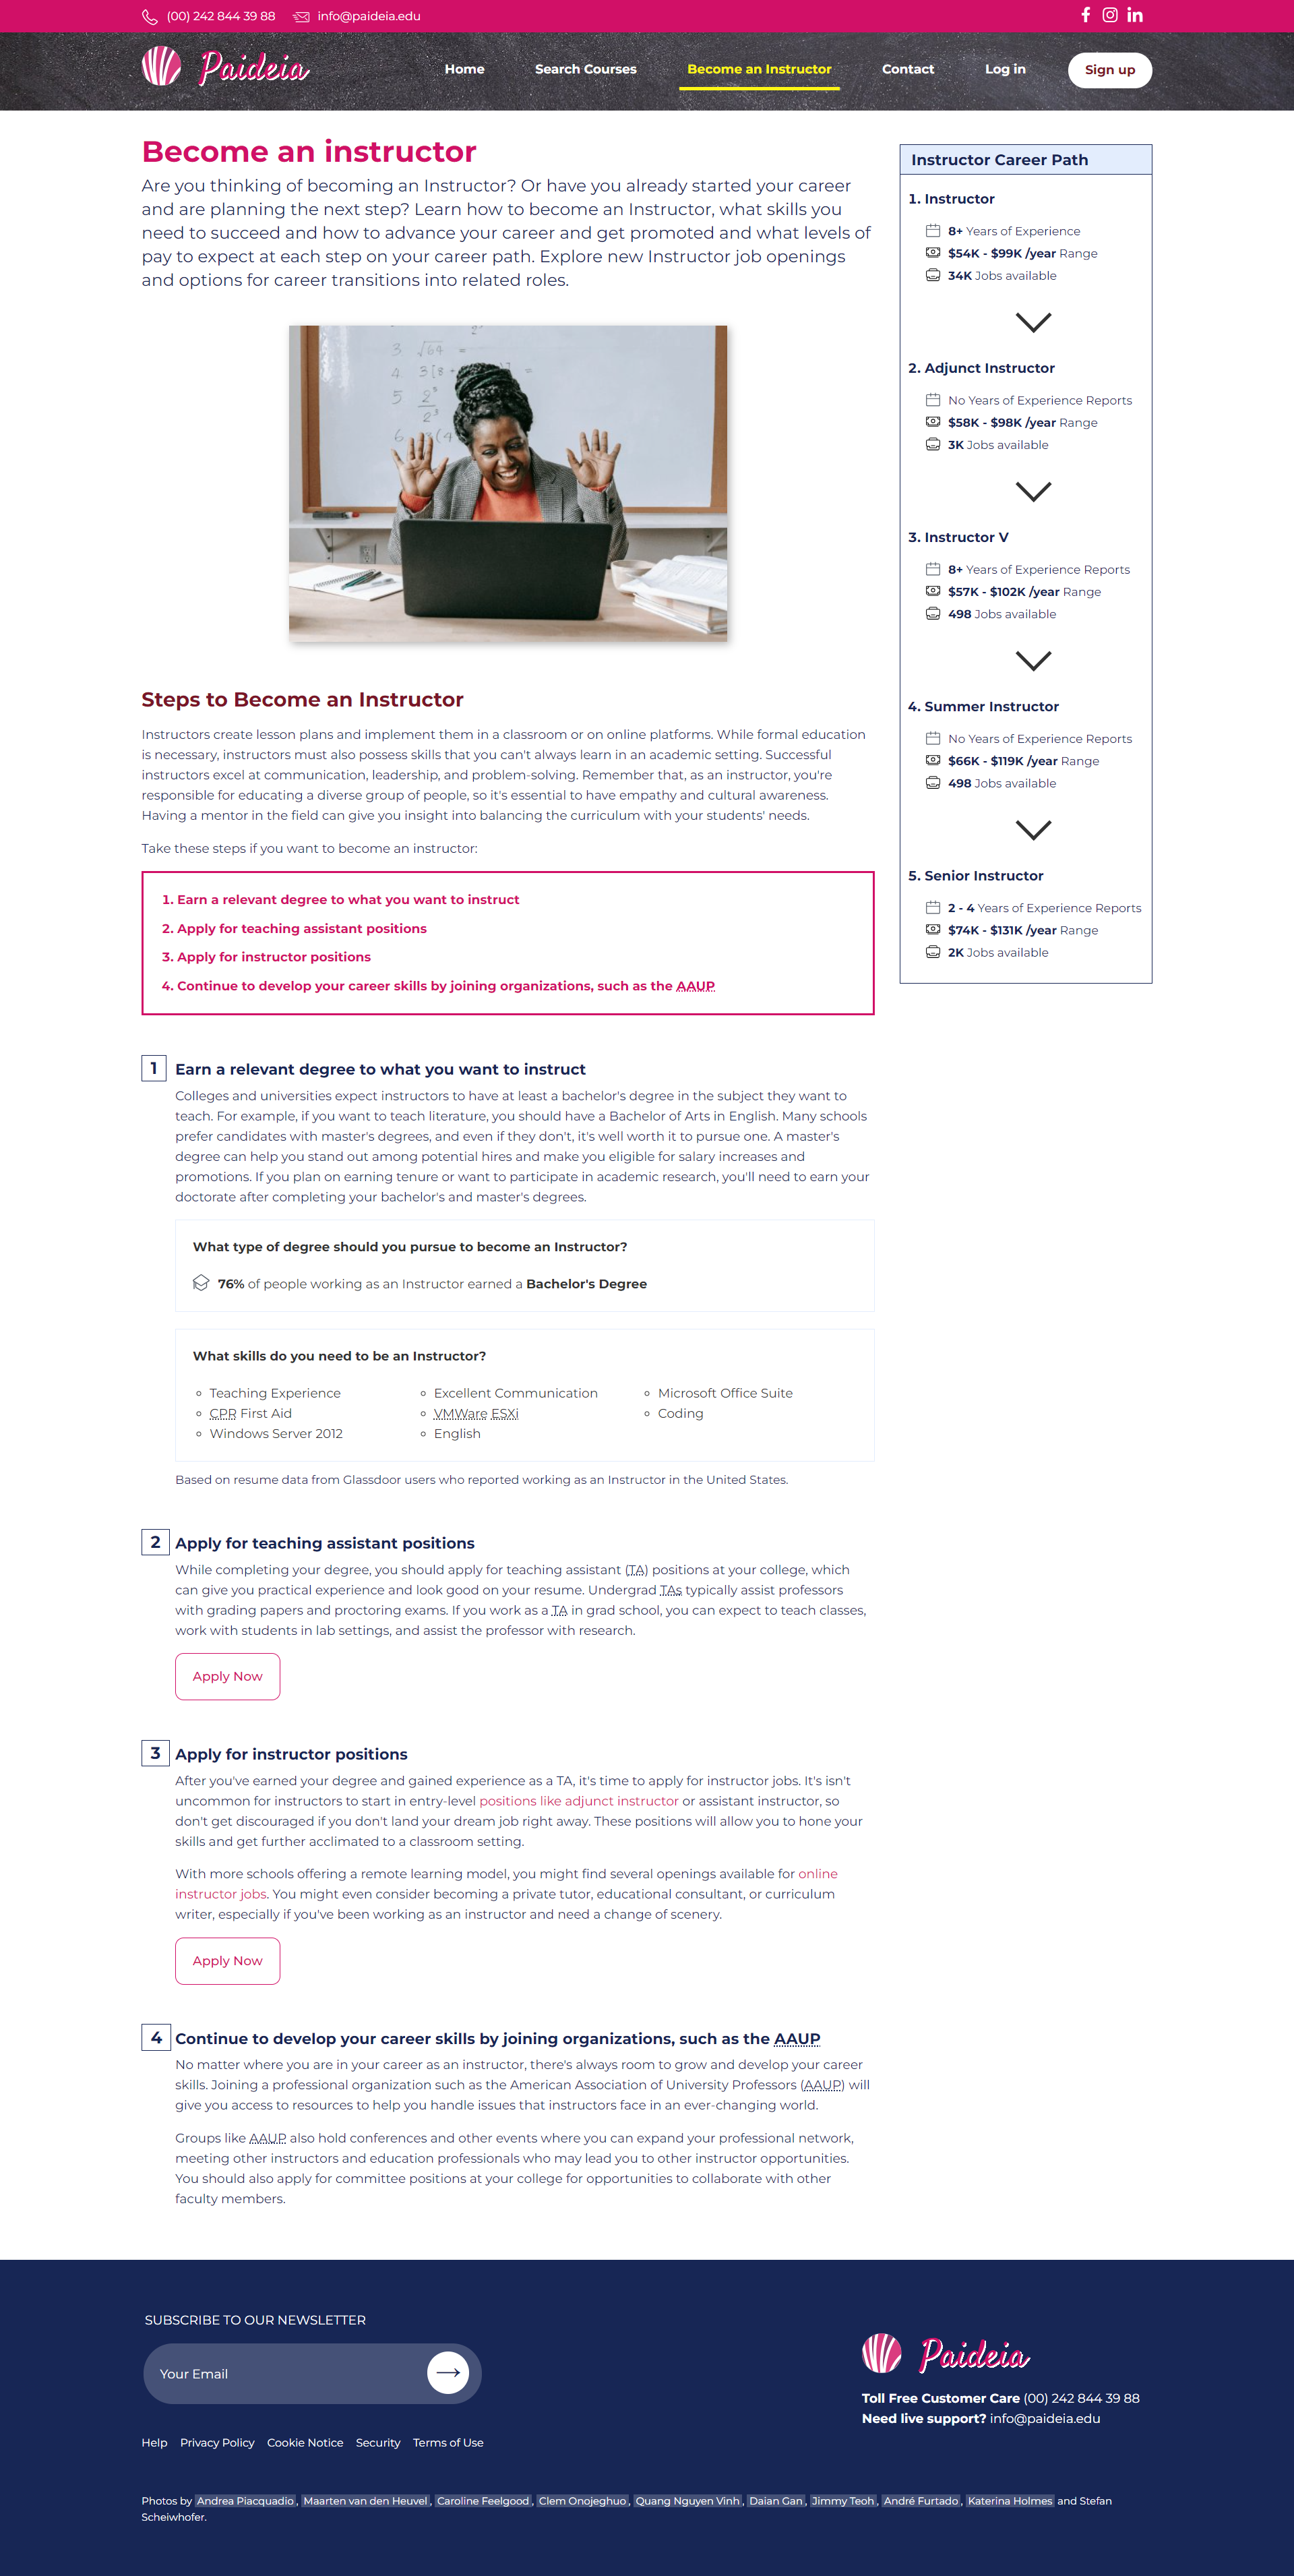 (00) 242 844 39 88
info@paideia.edu
Paideia
Home
Search Courses
Become an Instructor
Contact
Log in
Sign up
Become an instructor
Are you thinking of becoming an Instructor? Or have you already started your career
and are planning the next step? Learn how to become an Instructor, what skills you
need to succeed and how to advance your career and get promoted and what levels of
pay to expect at each step on your career path. Explore new Instructor job openings
and options for career transitions into related roles.
3. √64 =
Steps to Become an Instructor
Instructors create lesson plans and implement them in a classroom or on online platforms. While formal education
is necessary, instructors must also possess skills that you can't always learn in an academic setting. Successful
instructors excel at communication, leadership, and problem-solving. Remember that, as an instructor, you're
responsible for educating a diverse group of people, so it's essential to have empathy and cultural awareness.
Having a mentor in the field can give you insight into balancing the curriculum with your students' needs.
Take these steps if you want to become an instructor:
1. Earn a relevant degree to what you want to instruct
2. Apply for teaching assistant positions
3. Apply for instructor positions
4. Continue to develop your career skills by joining organizations, such as the AAUP
1 Earn a relevant degree to what you want to instruct
Colleges and universities expect instructors to have at least a bachelor's degree in the subject they want to
teach. For example, if you want to teach literature, you should have a Bachelor of Arts in English. Many schools
prefer candidates with master's degrees, and even if they don't, it's well worth it to pursue one. A master's
degree can help you stand out among potential hires and make you eligible for salary increases and
promotions. If you plan on earning tenure or want to participate in academic research, you'll need to earn your
doctorate after completing your bachelor's and master's degrees.
What type of degree should you pursue to become an Instructor?
76% of people working as an Instructor earned a Bachelor's Degree
What skills do you need to be an Instructor?
Teaching Experience
CPR First Aid
Windows Server 2012
Excellent Communication
VMWare ESXi
English
Microsoft Office Suite
Coding
Based on resume data from Glassdoor users who reported working as an Instructor in the United States.
2 Apply for teaching assistant positions
While completing your degree, you should apply for teaching assistant (TA) positions at your college, which
can give you practical experience and look good on your resume. Undergrad TAs typically assist professors
with grading papers and proctoring exams. If you work as a TA in grad school, you can expect to teach classes,
work with students in lab settings, and assist the professor with research.
Apply Now
3 Apply for instructor positions
After you've earned your degree and gained experience as a TA, it's time to apply for instructor jobs. It's isn't
uncommon for instructors to start in entry-level positions like adjunct instructor or assistant instructor, so
don't get discouraged if you don't land your dream job right away. These positions will allow you to hone your
skills and get further acclimated to a classroom setting.
With more schools offering a remote learning model, you might find several openings available for online
instructor jobs. You might even consider becoming a private tutor, educational consultant, or curriculum
writer, especially if you've been working as an instructor and need a change of scenery.
Apply Now
4 Continue to develop your career skills by joining organizations, such as the AAUP
No matter where you are in your career as an instructor, there's always room to grow and develop your career
skills. Joining a professional organization such as the American Association of University Professors (AAUP) will
give you access to resources to help you handle issues that instructors face in an ever-changing world.
Groups like AAUP also hold conferences and other events where you can expand your professional network,
meeting other instructors and education professionals who may lead you to other instructor opportunities.
You should also apply for committee positions at your college for opportunities to collaborate with other
faculty members.
Instructor Career Path
1. Instructor
8+ Years of Experience
$54K - $99K /year Range
34K Jobs available
2. Adjunct Instructor
No Years of Experience Reports
$58K - $98K /year Range
3K Jobs available
3. Instructor V
8+ Years of Experience Reports
$57K - $102K /year Range
498 Jobs available
4. Summer Instructor
No Years of Experience Reports
$66K - $119K /year Range
498 Jobs available
5. Senior Instructor
2 - 4 Years of Experience Reports
$74K - $131K /year Range
2K Jobs available
SUBSCRIBE TO OUR NEWSLETTER
Your Email
Help
Privacy Policy
Cookie Notice
Security
Terms of Use
Paideia
Toll Free Customer Care (00) 242 844 39 88
Need live support? info@paideia.edu
Photos by Andrea Piacquadio, Maarten van den Heuvel, Caroline Feelgood, Clem Onojeghuo, Quang Nguyen Vinh, Daian Gan, Jimmy Teoh, André Furtado, Katerina Holmes and Stefan
Scheiwhofer.